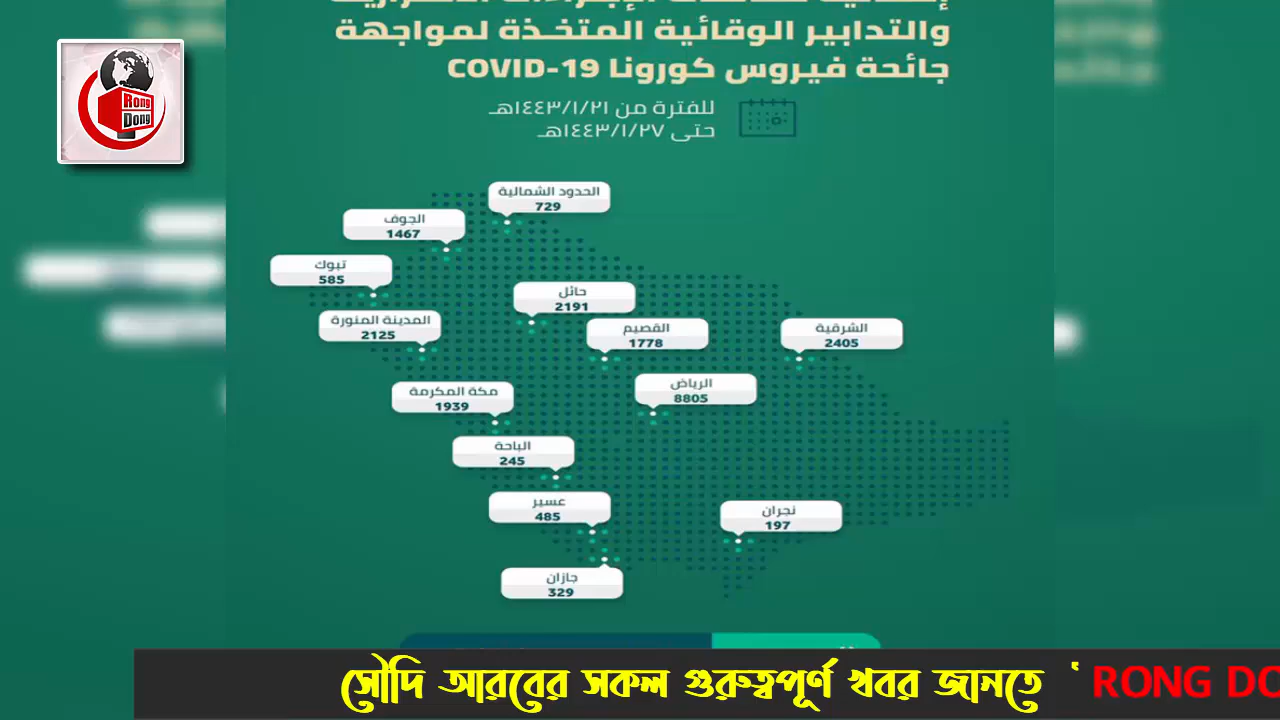 والتدابير الوقائية المتخذة لمواجهة
جائحة فيروس كورونا COVID-19
للفترة من ١٤٤٣/١/٢١هـ
حتى ١٤٤٣/١/٢٧هـ
Rong
Dong
الحدود الشمالية
729
الجوف
1467
تبوك
585
حائل
2191
المدينة المنورة
2125
القصيم
1778
الشرقية
2405
الرياض
8805
مكة المكرمة
1939
الباحة
245
عسير
485
نجران
197
جازان
329
সৌদি আরবের সকল গুরুত্বপূর্ণ খবর জানতে ‘ RONG DO